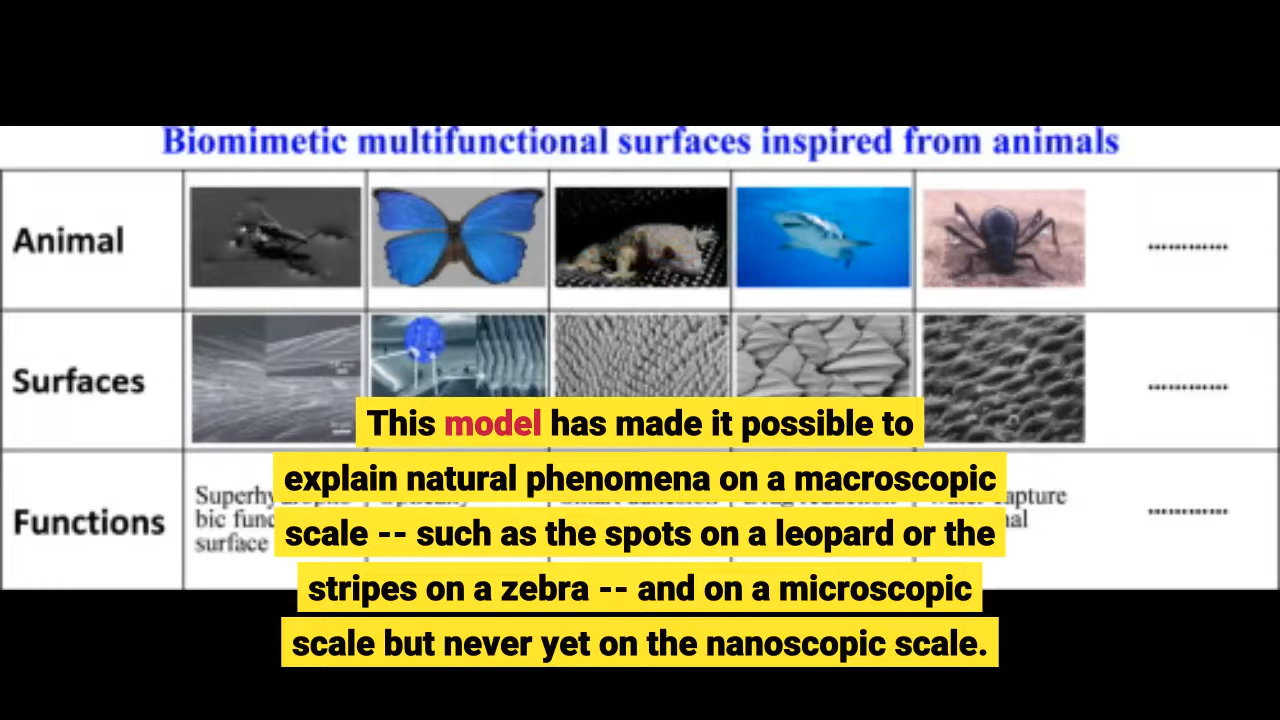 Biomimetic multifunctional surfaces inspired from animals
Animal
Surfaces
This model has made it possible to
explain natural phenomena on a macroscopic
scale -- such as the spots on a leopard or the
stripes on a zebra -- and on a microscopic
scale but never yet on the nanoscopic scale.
Functions
bic
surface